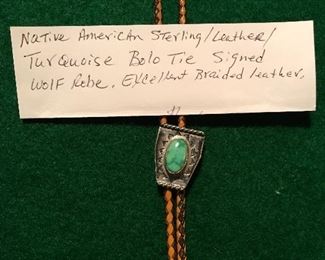 Native American Sterling/Leather/
Turquoise Bolo Tie Signed
Wolf Robe. Excellent Braided Leather.